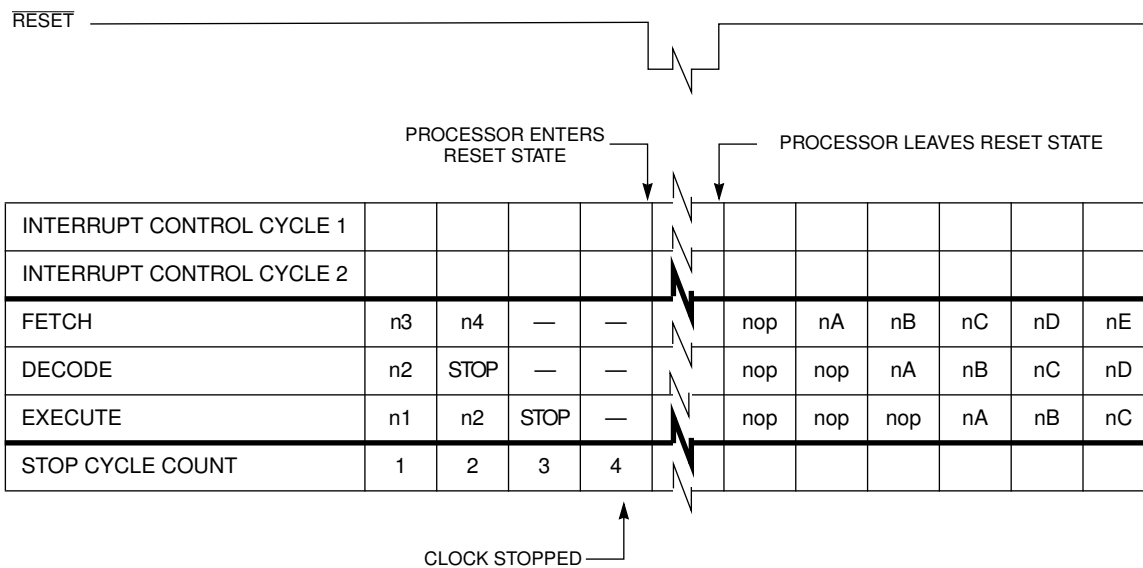 RESET
PROCESSOR ENTERS
RESET STATE
PROCESSOR LEAVES RESET STATE
INTERRUPT CONTROL CYCLE 1
INTERRUPT CONTROL CYCLE 2
FETCH n3 n4 — — nop nA nB nC nD nE
DECODE n2 STOP — — nop nop nA nB nC nD
EXECUTE n1 n2 STOP — nop nop nop nA nB nC
STOP CYCLE COUNT 1 2 3 4
CLOCK STOPPED